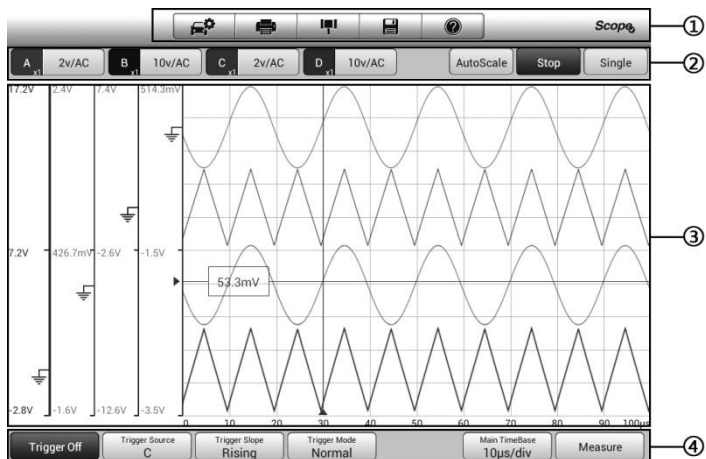 Scope ①
A x1 2v/AC B x1 10v/AC C x1 2v/AC D x1 10v/AC AutoScale Stop Single ②
17.2V 2.4V 7.4V 514.3mV
③
7.2V 426.7mV -2.6V -1.5V
53.3mV
-2.8V -1.6V -12.6V -3.5V
0 10 20 30 40 50 60 70 80 90 100μs
Trigger Off Trigger Source C Trigger Slope Rising Trigger Mode Normal Main TimeBase 10μs/div Measure ④